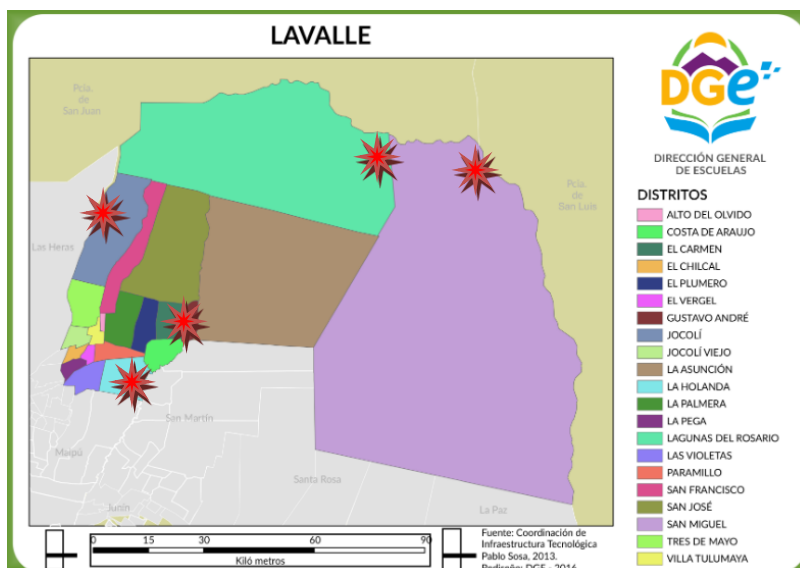 LAVALLE
Pcia.
de
San Juan
Pcia.
de
San Luis
Las Heras
San Martín
Maipú
Junín
Santa Rosa
La Paz
0 15 30 60 90
Kiló metros
Fuente: Coordinación de
Infraestructura Tecnológica
Pablo Sosa, 2013.
Rediseño: DGE - 2016
DGe
DIRECCIÓN GENERAL
DE ESCUELAS
DISTRITOS
ALTO DEL OLVIDO
COSTA DE ARAUJO
EL CARMEN
EL CHILCAL
EL PLUMERO
EL VERGEL
GUSTAVO ANDRÉ
JOCOLÍ
JOCOLÍ VIEJO
LA ASUNCIÓN
LA HOLANDA
LA PALMERA
LA PEGA
LAGUNAS DEL ROSARIO
LAS VIOLETAS
PARAMILLO
SAN FRANCISCO
SAN JOSÉ
SAN MIGUEL
TRES DE MAYO
VILLA TULUMAYA